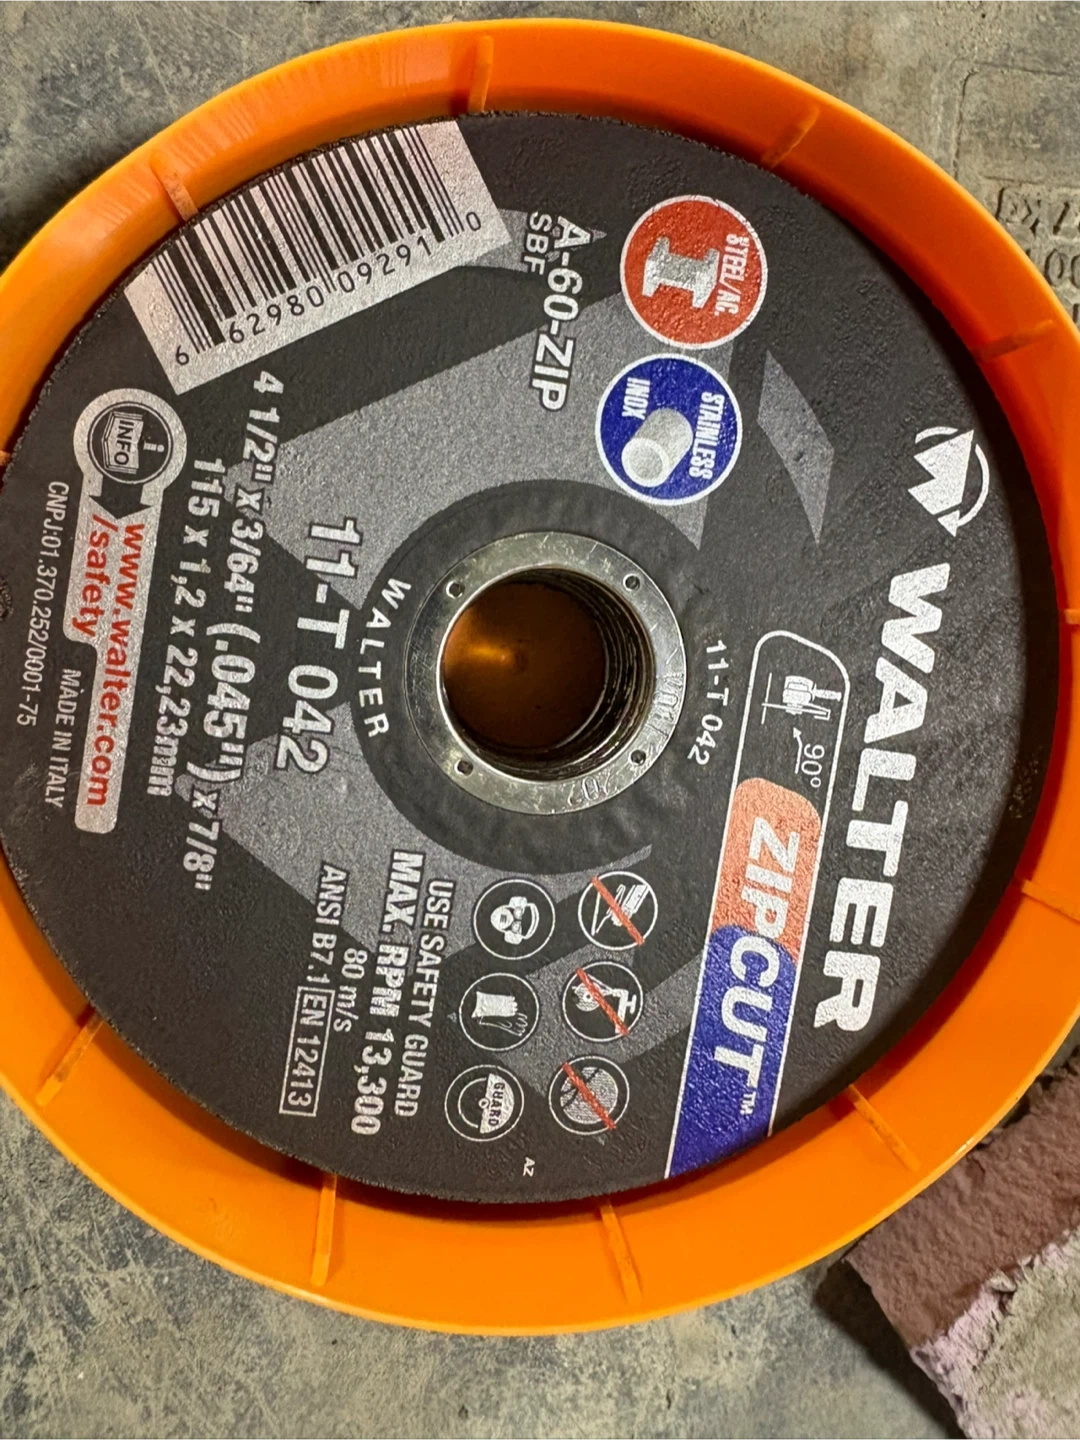 WALTER
90°
ZIPCUT™
STEEL/AC.
STAINLESS
INOX
A-60-ZIP
SBF
11-T 042
WALTER
11-T 042
4 1/2" x 3/64" (.045") x 7/8"
115 x 1,2 x 22,23mm
USE SAFETY GUARD
MAX. RPM 13,300
80 m/s
ANSI B7.1 EN 12413
GUARD
AZ
INFO
www.walter.com
/safety
CNPJ:01.370.252/0001-75 MADE IN ITALY
6 62980 09291 0